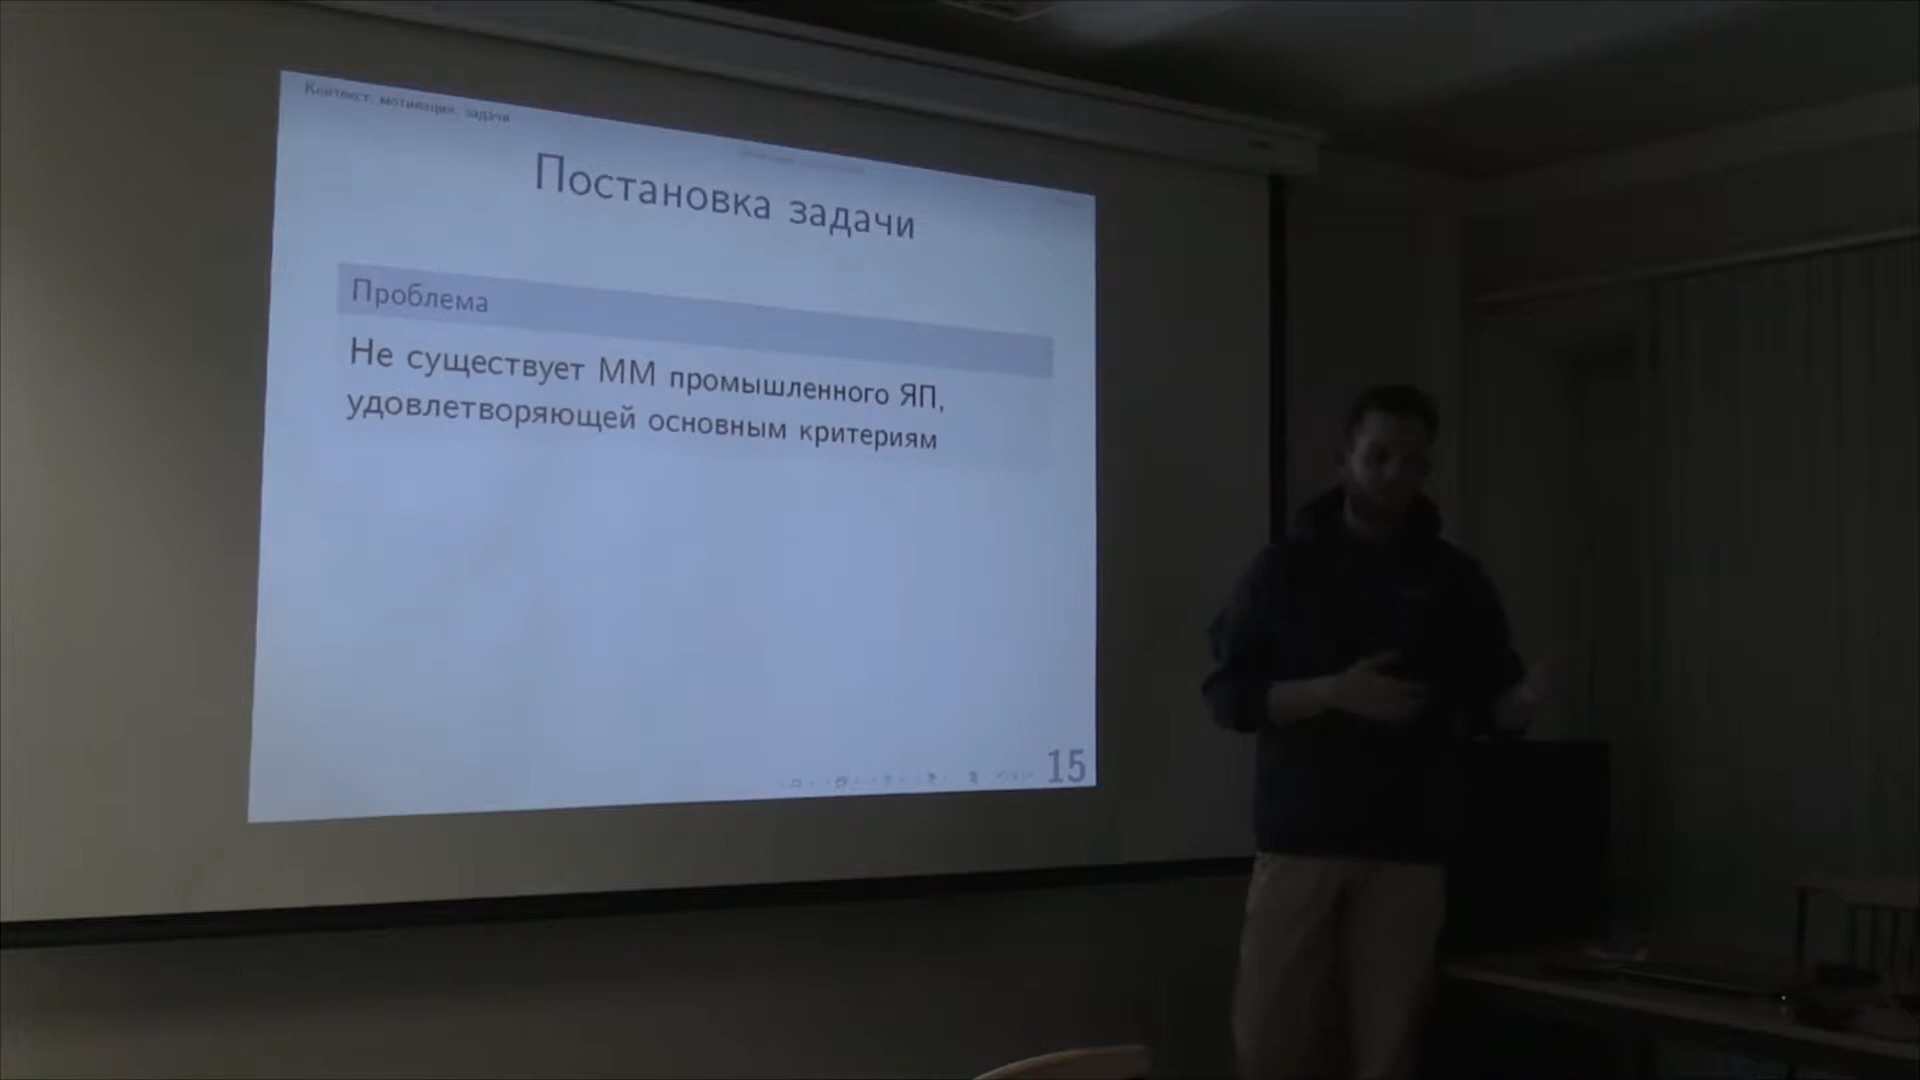 Контекст, мотивация, задачи
Постановка задачи
Проблема
Не существует ММ промышленного ЯП,
удовлетворяющей основным критериям
15